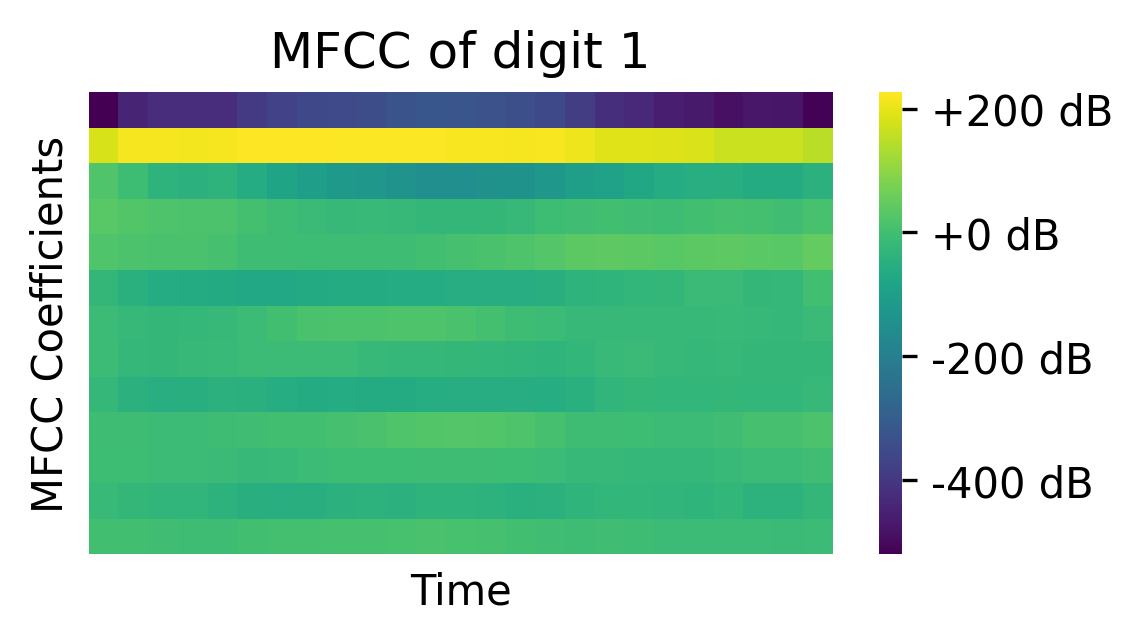 MFCC of digit 1
MFCC Coefficients
Time
+200 dB
+0 dB
-200 dB
-400 dB